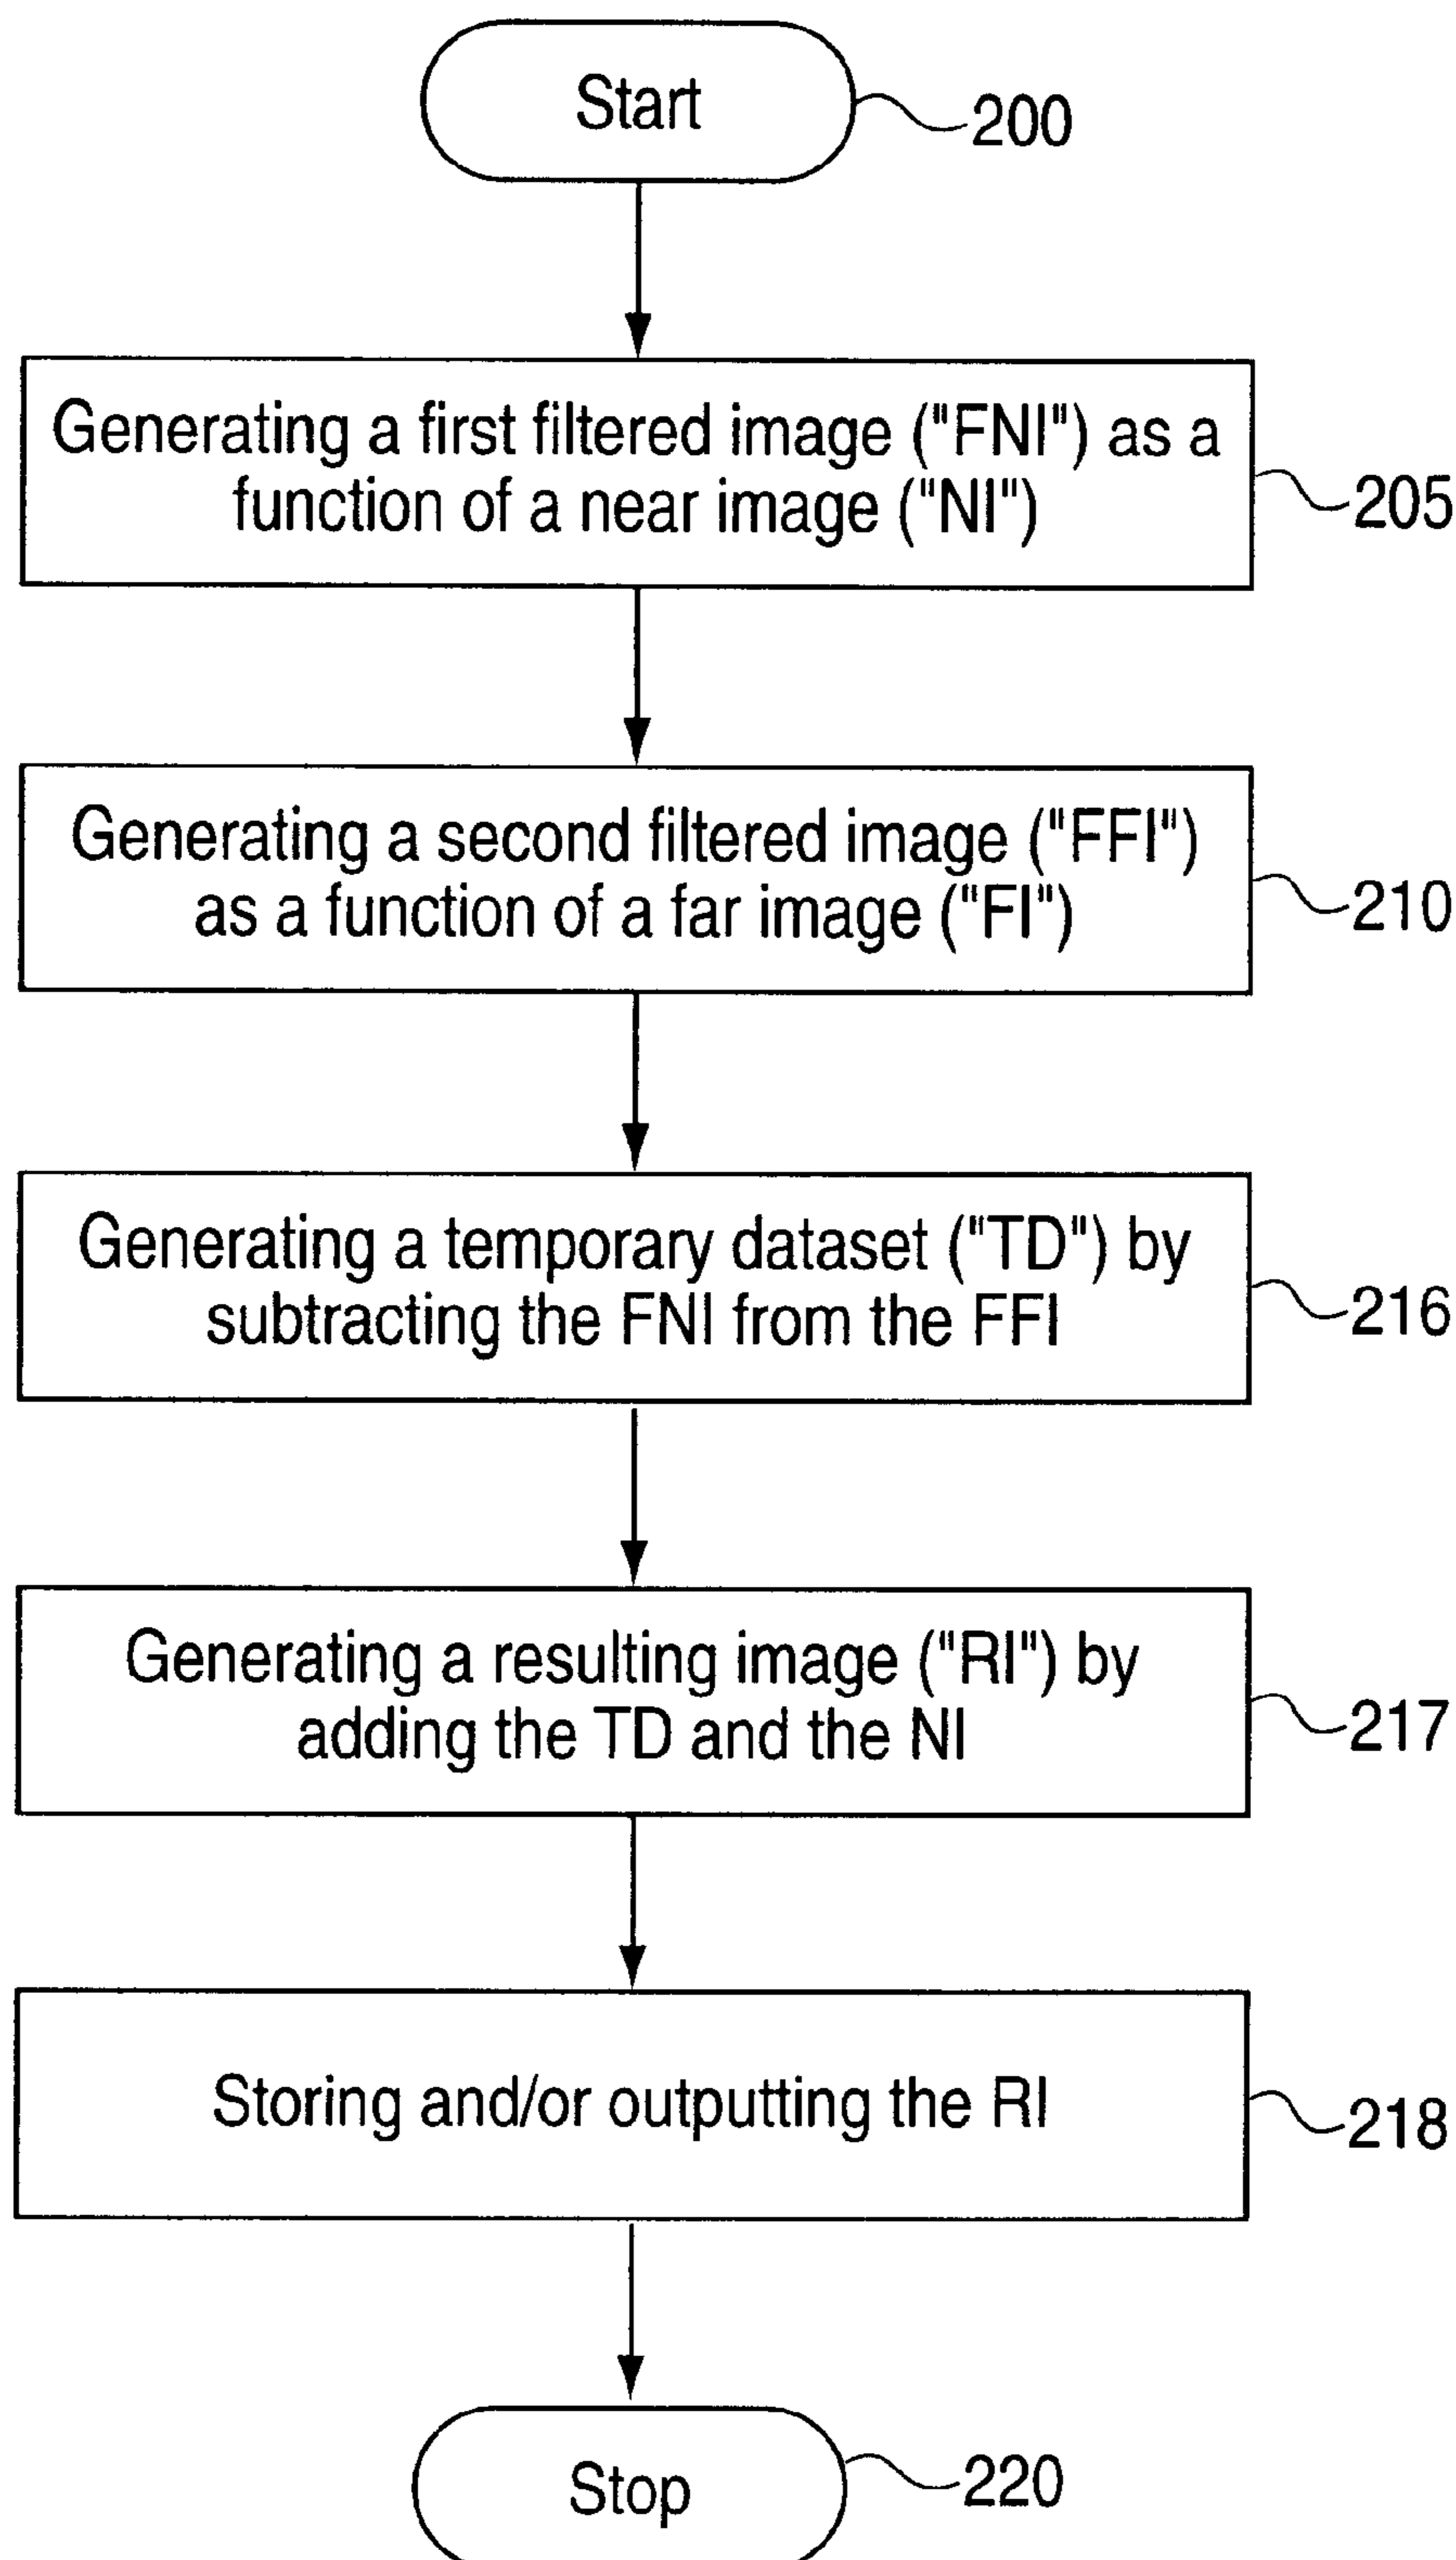 Start
200
Generating a first filtered image ("FNI") as a
function of a near image ("NI")
205
Generating a second filtered image ("FFI")
as a function of a far image ("FI")
210
Generating a temporary dataset ("TD") by
subtracting the FNI from the FFI
216
Generating a resulting image ("RI") by
adding the TD and the NI
217
Storing and/or outputting the RI
218
Stop
220